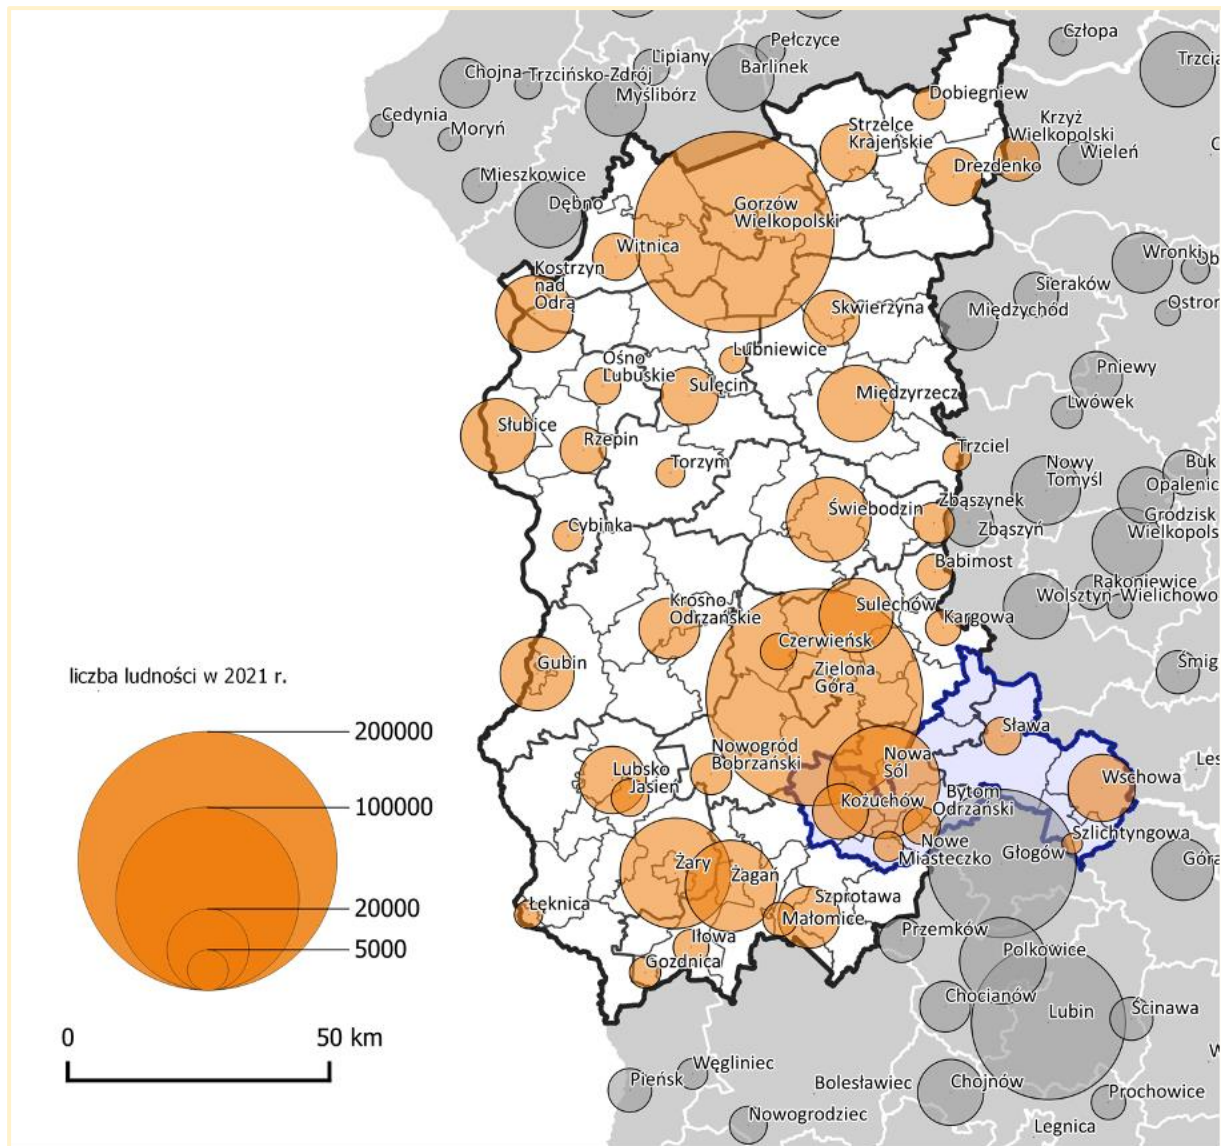 Człopa
Pełczyce
Lipiany
Barlinek
Trzcia
Chojna
Trzcińsko-Zdrój
Myślibórz
Dobiegniew
Cedynia
Moryń
Strzelce
Krajeńskie
Krzyż
Wielkopolski
Wieleń
Drezdenko
Mieszkowice
Dębno
Gorzów
Wielkopolski
Witnica
Wronki
Ob
Kostrzyn
nad
Odrą
Sieraków
Skwierzyna
Międzychód
Ostror
Lubniewice
Ośno
Lubuskie
Sulęcin
Międzyrzecz
Pniewy
Lwówek
Słubice
Rzepin
Trzciel
Torzym
Nowy
Tomyśl
Buk
Opalenic
Zbąszynek
Świebodzin
Zbąszyń
Grodzisk
Wielkopols
Cybinka
Babimost
Rakoniewice
Wolsztyn
Wielichowo
Krosno
Odrzańskie
Sulechów
Kargowa
Czerwieńsk
Gubin
Zielona
Góra
Śmig
liczba ludności w 2021 r.
200000
100000
20000
5000
0
50 km
Sława
Nowogród
Bobrzański
Nowa
Sól
Lubsko
Jasień
Wschowa
Les
Kożuchów
Bytom
Odrzański
Szlichtyngowa
Nowe
Miasteczko
Głogów
Góra
Żary
Żagań
Szprotawa
Małomice
Łęknica
Iłowa
Gozdnica
Przemków
Polkowice
Chocianów
Lubin
Ścinawa
W
Węgliniec
Pieńsk
Bolesławiec
Chojnów
Prochowice
Nowogrodziec
Legnica